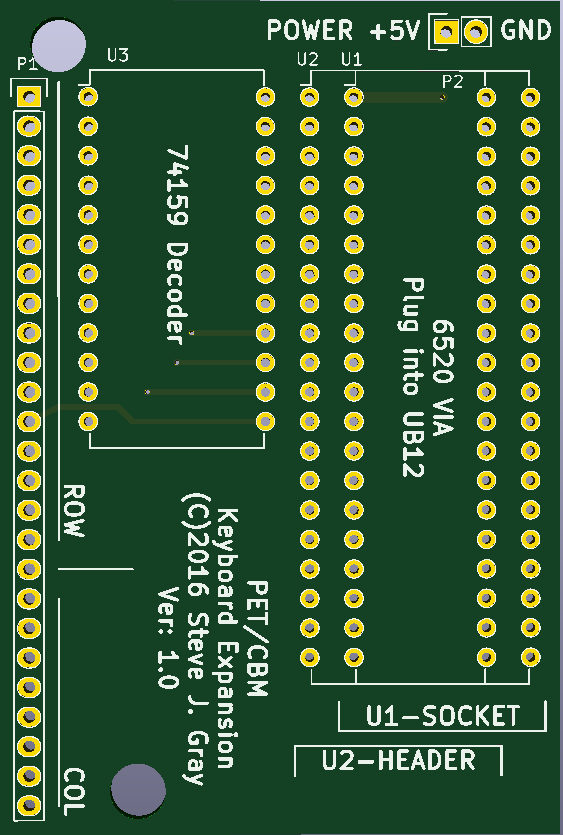 POWER +5V
GND
P1
U3
U2
U1
P2
74159 Decoder
6520 VIA
Plug into UB12
ROW
PET/CBM
Keyboard Expansion
(C)2016 Steve J. Gray
Ver: 1.0
COL
U1-SOCKET
U2-HEADER